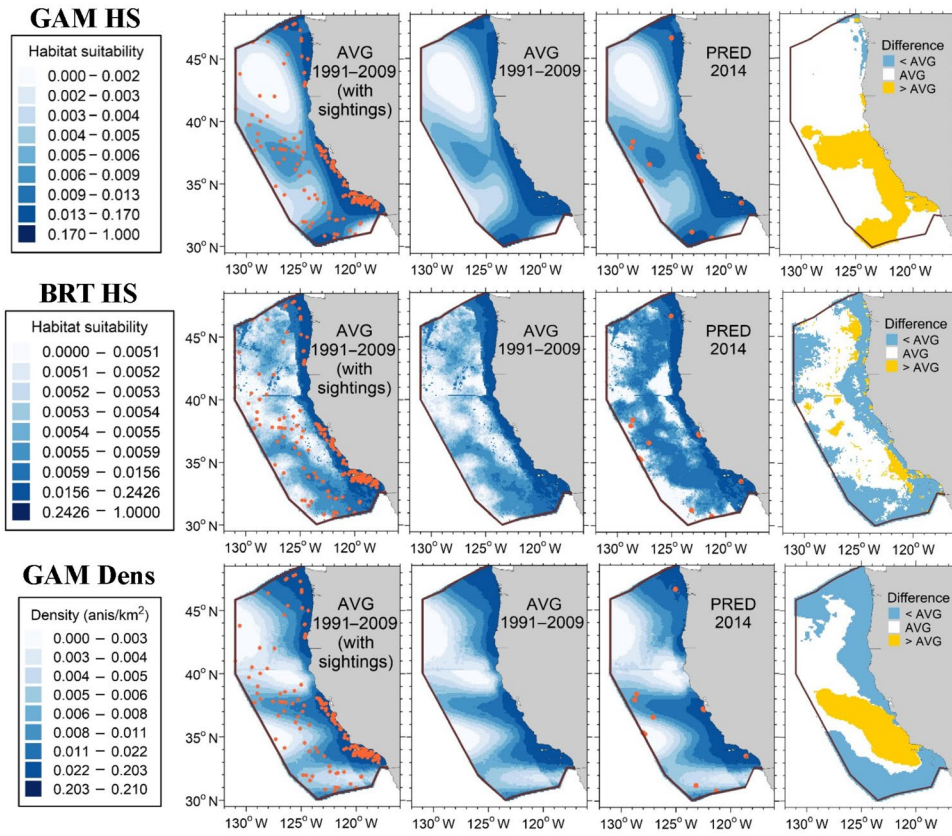 GAM HS
Habitat suitability
0.000 – 0.002
0.002 – 0.003
0.003 – 0.004
0.004 – 0.005
0.005 – 0.006
0.006 – 0.009
0.009 – 0.013
0.013 – 0.170
0.170 – 1.000
45° N
40° N
35° N
30° N
AVG
1991–2009
(with
sightings)
AVG
1991–2009
PRED
2014
Difference
< AVG
AVG
> AVG
130° W 125° W 120° W
130° W 125° W 120° W
130° W 125° W 120° W
130° W 125° W 120° W
BRT HS
Habitat suitability
0.0000 – 0.0051
0.0051 – 0.0052
0.0052 – 0.0053
0.0053 – 0.0054
0.0054 – 0.0055
0.0055 – 0.0059
0.0059 – 0.0156
0.0156 – 0.2426
0.2426 – 1.0000
45° N
40° N
35° N
30° N
AVG
1991–2009
(with
sightings)
AVG
1991–2009
PRED
2014
Difference
< AVG
AVG
> AVG
130° W 125° W 120° W
130° W 125° W 120° W
130° W 125° W 120° W
130° W 125° W 120° W
GAM Dens
Density (anis/km²)
0.000 – 0.003
0.003 – 0.004
0.004 – 0.005
0.005 – 0.006
0.006 – 0.008
0.008 – 0.011
0.011 – 0.022
0.022 – 0.203
0.203 – 0.210
45° N
40° N
35° N
30° N
AVG
1991–2009
(with
sightings)
AVG
1991–2009
PRED
2014
Difference
< AVG
AVG
> AVG
130° W 125° W 120° W
130° W 125° W 120° W
130° W 125° W 120° W
130° W 125° W 120° W